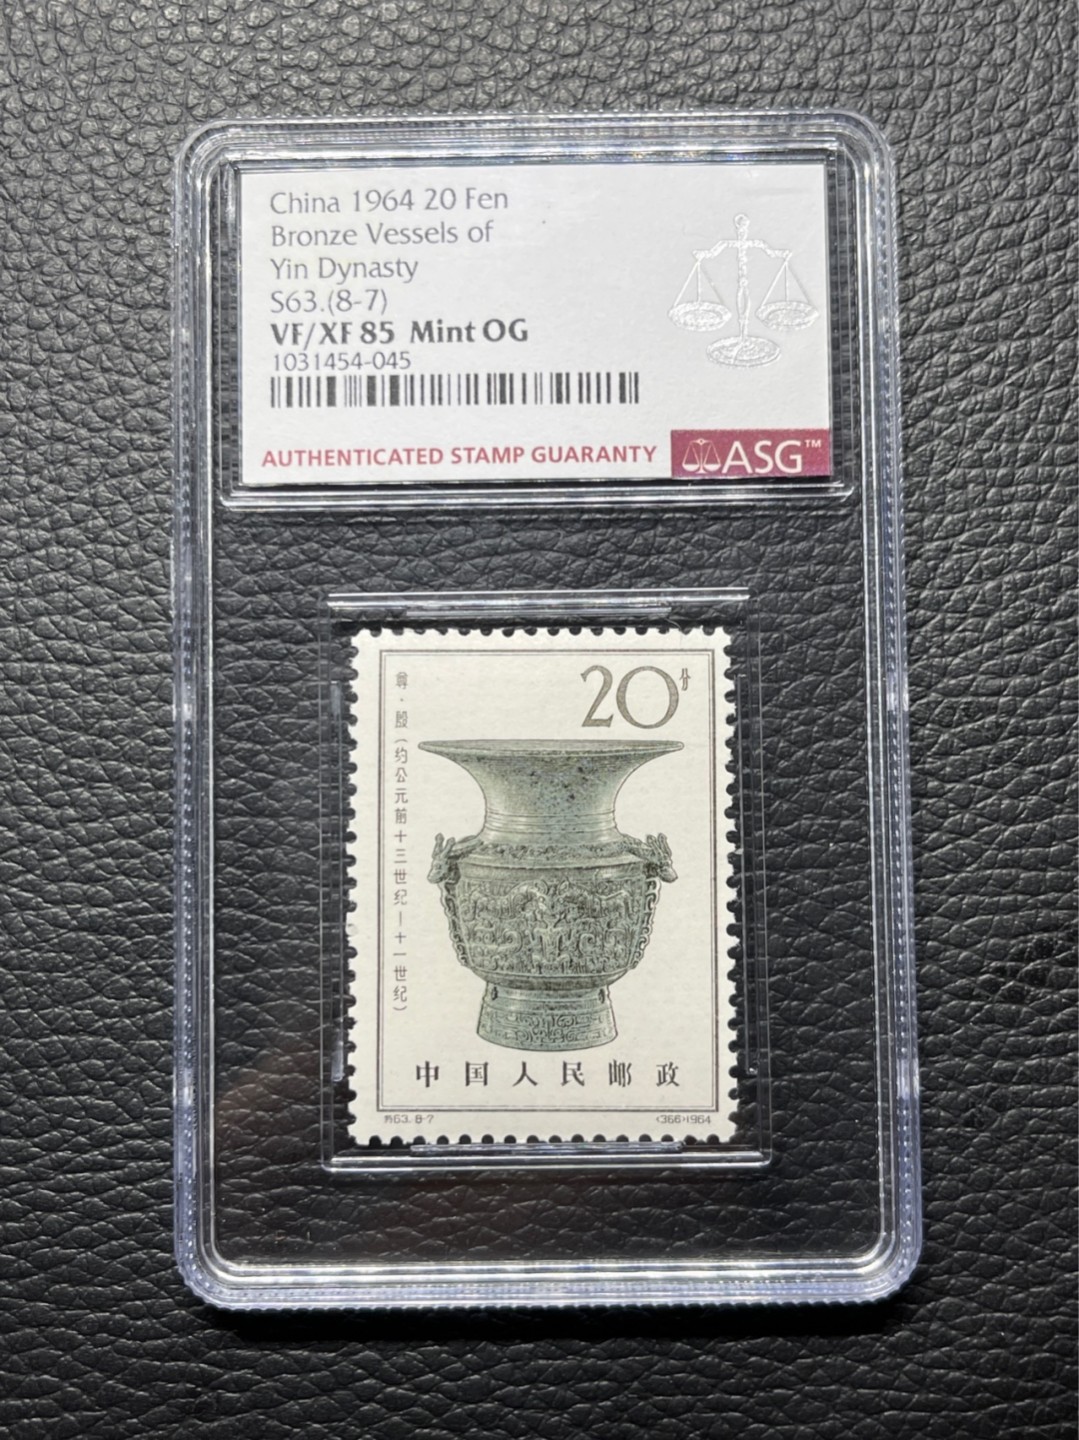 China 1964 20 Fen
Bronze Vessels of
Yin Dynasty
S63.(8-7)
VF/XF 85 Mint OG
1031454-045
AUTHENTICATED STAMP GUARANTY
ASG™
20分
尊·殷(约公元前十三世纪—十一世纪)
中国人民邮政
特63.8-7
(366)1964